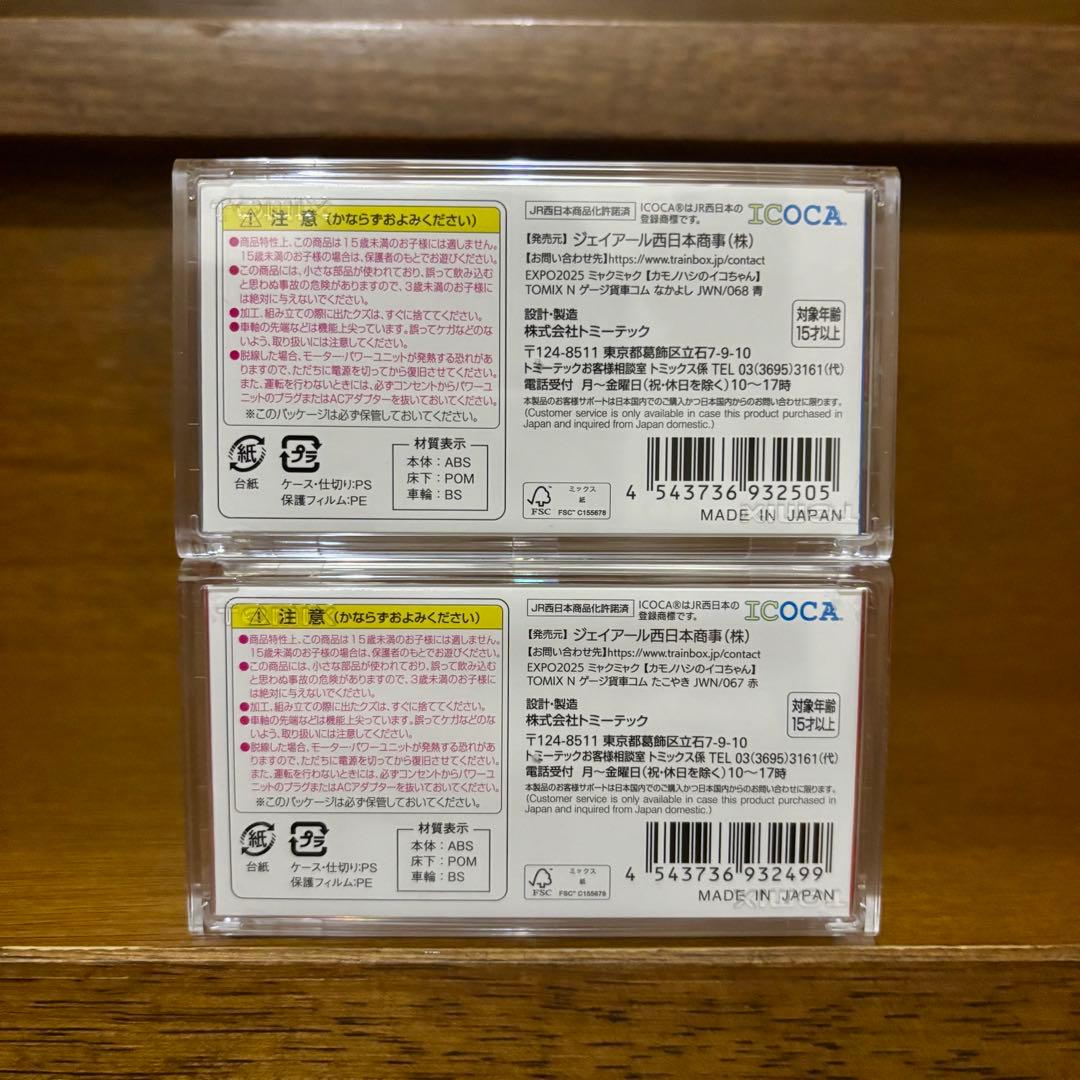 TOMIX
注意(かならずおよみください)
●商品特性上、この商品は15歳未満のお子様には適しません。
15歳未満のお子様の場合は、保護者のもとでお遊びください。
●この商品には、小さな部品が使われており、誤って飲み込む
と思わぬ事故の危険がありますので、3歳未満のお子様に
は絶対に与えないでください。
●加工、組み立ての際に出たクズは、すぐに捨ててください。
●車軸の先端などは機能上尖っています。誤ってケガなどのな
いよう、取り扱いには注意してください。
●脱線した場合、モーター・パワーユニットが発熱する恐れがあ
りますので、ただちに電源を切ってから復旧させてください。
また、運転を行わないときには、必ずコンセントからパワーユ
ニットのプラグまたはACアダプターを抜いておいてください。
※このパッケージは必ず保管しておいてください。
紙
台紙
プラ
ケース・仕切り:PS
保護フィルム:PE
材質表示
本体:ABS
床下:POM
車輪:BS
JR西日本商品化許諾済
ICOCA®はJR西日本の
登録商標です。
ICOCA
【発売元】ジェイアール西日本商事(株)
【お問い合わせ先】https://www.trainbox.jp/contact
EXPO2025 ミャクミャク【カモノハシのイコちゃん】
TOMIX N ゲージ貨車コム なかよし JWN/068 青
設計・製造
株式会社トミーテック
対象年齢
15才以上
〒124-8511 東京都葛飾区立石7-9-10
トミーテックお客様相談室 トミックス係 TEL 03(3695)3161(代)
電話受付 月〜金曜日(祝・休日を除く)10〜17時
本製品のお客様サポートは日本国内でのご購入かつ日本国内からのお問い合わせに限ります。
(Customer service is only available in case this product purchased in
Japan and inquired from Japan domestic.)
FSC
ミックス
紙
FSC™ C155678
4 543736 932505
MADE IN JAPAN
TOMIX
TOMIX
注意(かならずおよみください)
●商品特性上、この商品は15歳未満のお子様には適しません。
15歳未満のお子様の場合は、保護者のもとでお遊びください。
●この商品には、小さな部品が使われており、誤って飲み込む
と思わぬ事故の危険がありますので、3歳未満のお子様に
は絶対に与えないでください。
●加工、組み立ての際に出たクズは、すぐに捨ててください。
●車軸の先端などは機能上尖っています。誤ってケガなどのな
いよう、取り扱いには注意してください。
●脱線した場合、モーター・パワーユニットが発熱する恐れがあ
りますので、ただちに電源を切ってから復旧させてください。
また、運転を行わないときには、必ずコンセントからパワーユ
ニットのプラグまたはACアダプターを抜いておいてください。
※このパッケージは必ず保管しておいてください。
紙
台紙
プラ
ケース・仕切り:PS
保護フィルム:PE
材質表示
本体:ABS
床下:POM
車輪:BS
JR西日本商品化許諾済
ICOCA®はJR西日本の
登録商標です。
ICOCA
【発売元】ジェイアール西日本商事(株)
【お問い合わせ先】https://www.trainbox.jp/contact
EXPO2025 ミャクミャク【カモノハシのイコちゃん】
TOMIX N ゲージ貨車コム たこやき JWN/067 赤
設計・製造
株式会社トミーテック
対象年齢
15才以上
〒124-8511 東京都葛飾区立石7-9-10
トミーテックお客様相談室 トミックス係 TEL 03(3695)3161(代)
電話受付 月〜金曜日(祝・休日を除く)10〜17時
本製品のお客様サポートは日本国内でのご購入かつ日本国内からのお問い合わせに限ります。
(Customer service is only available in case this product purchased in
Japan and inquired from Japan domestic.)
FSC
ミックス
紙
FSC™ C155678
4 543736 932499
MADE IN JAPAN
TOMIX